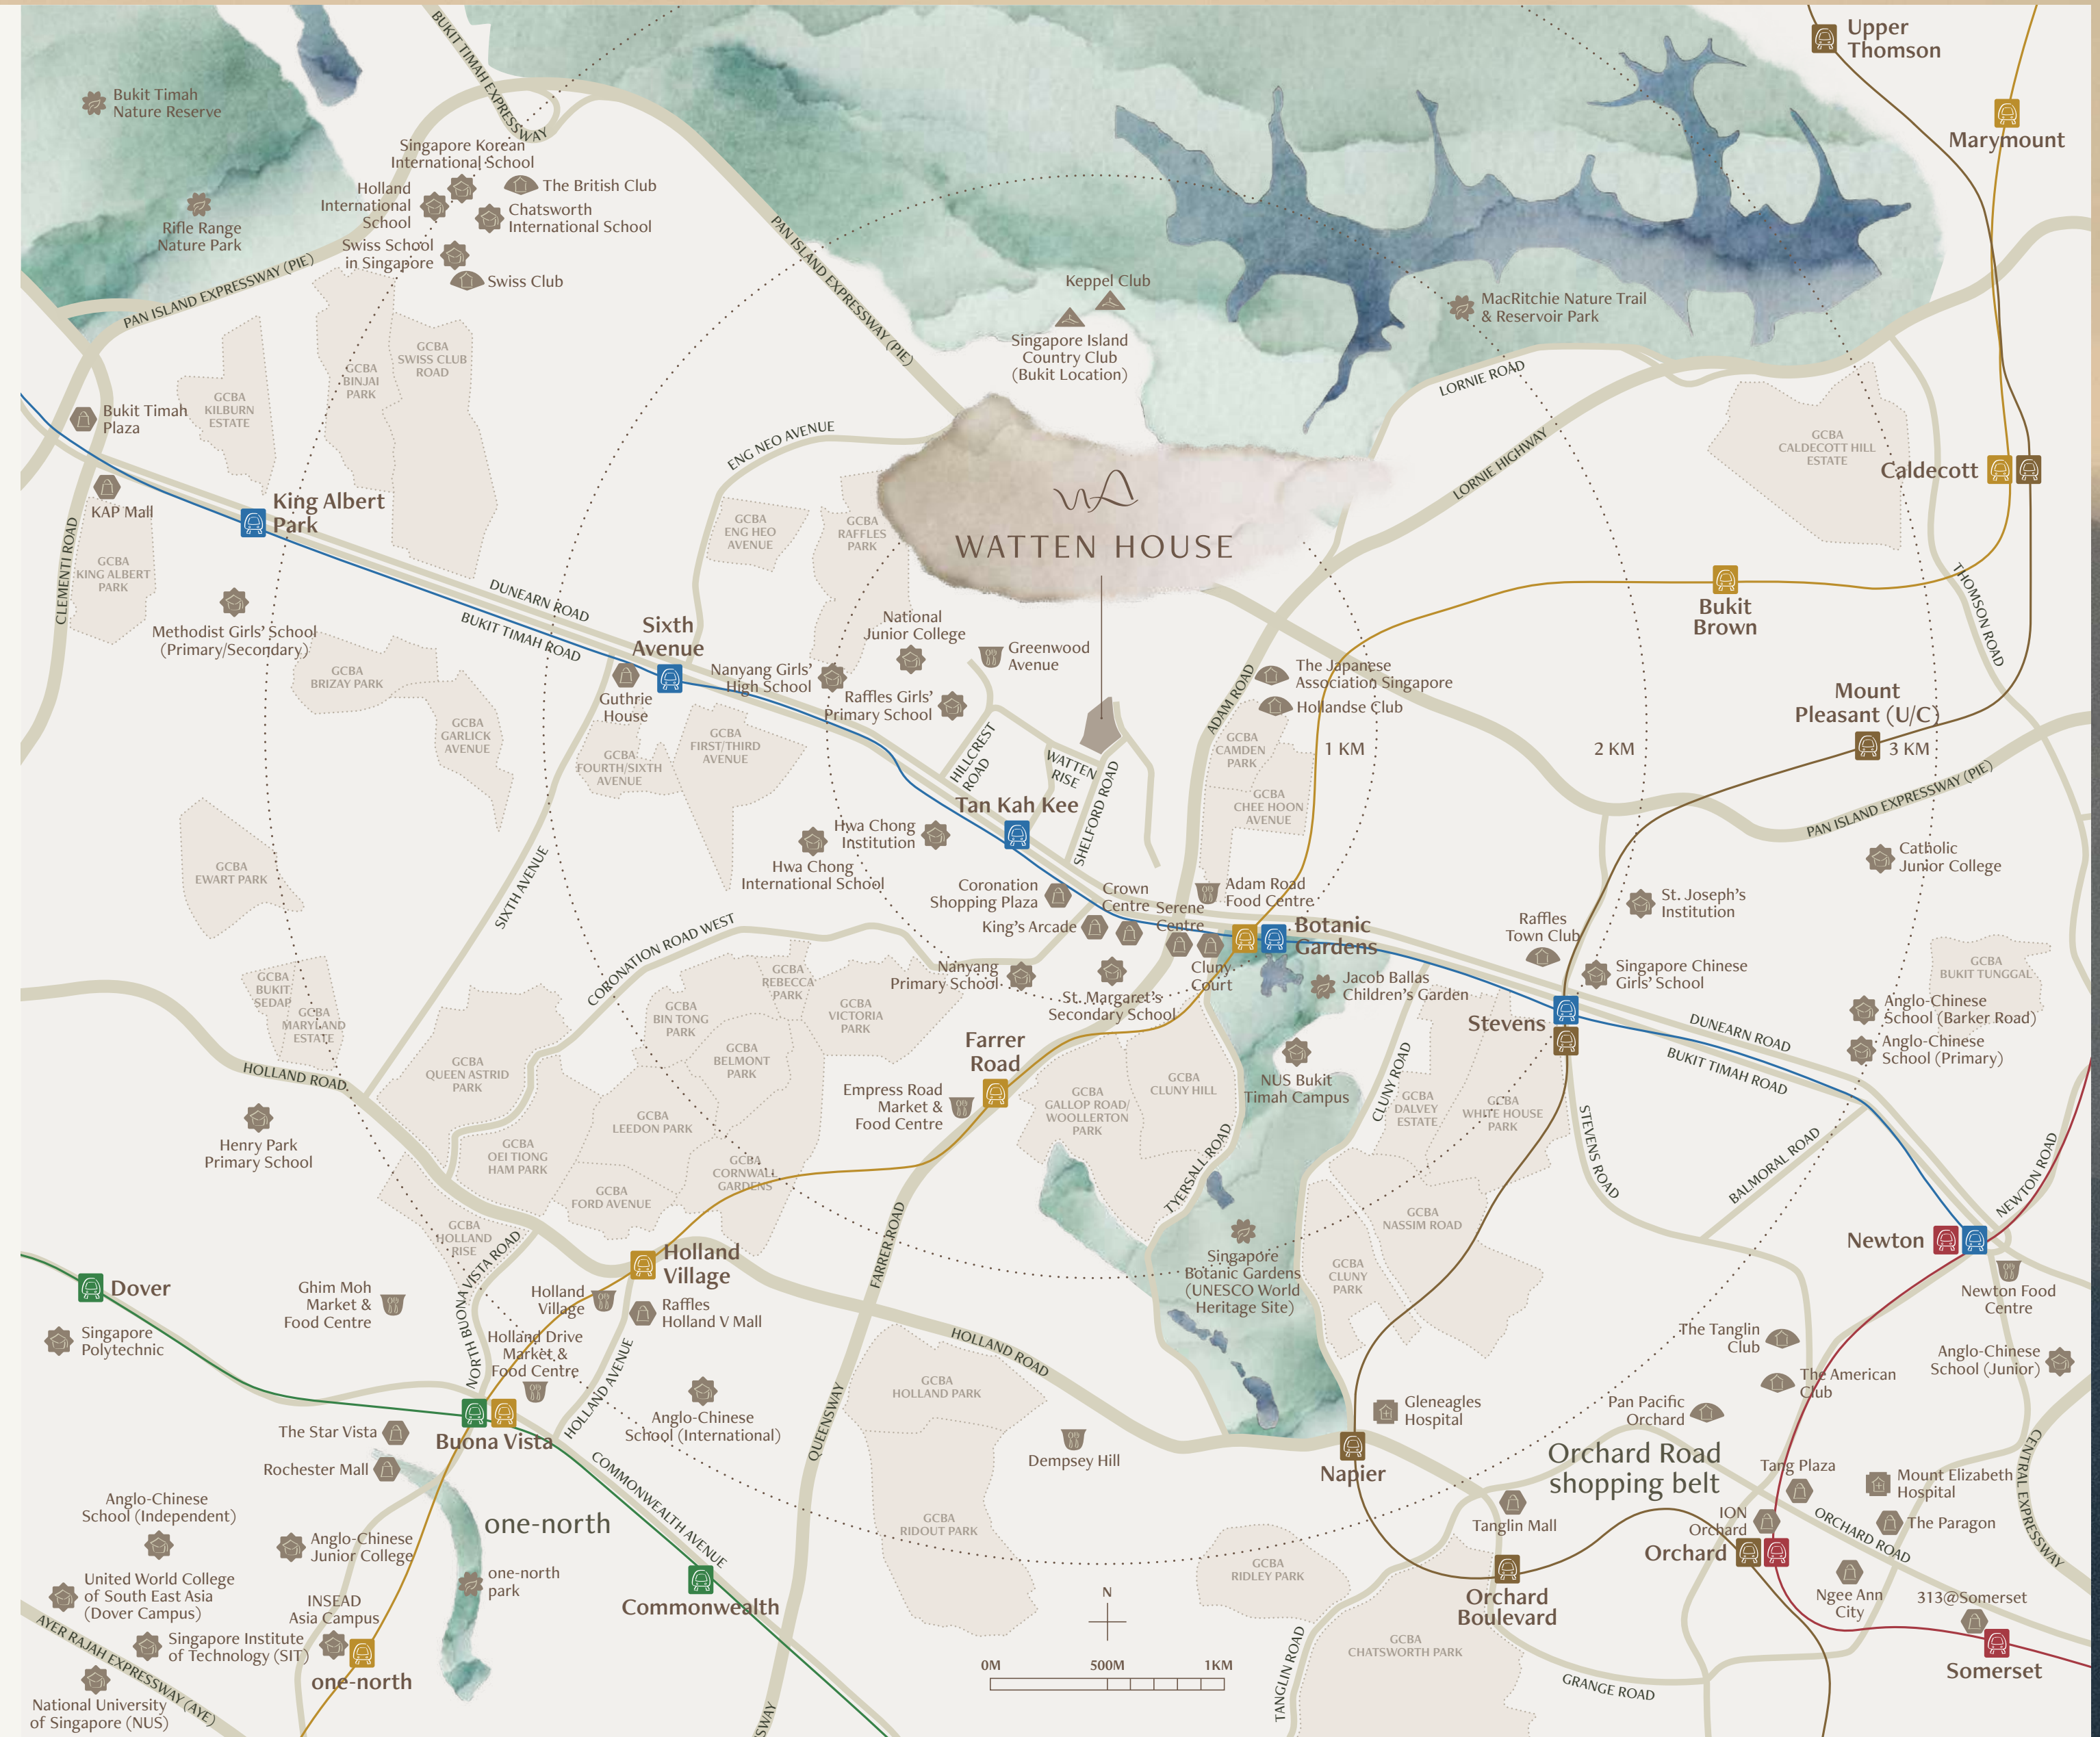 BUKIT TIMAH EXPRESSWAY
Upper
Thomson
Bukit Timah
Nature Reserve
Marymount
Singapore Korean
International School
The British Club
Holland
International
School
Chatsworth
International School
Rifle Range
Nature Park
Swiss School
in Singapore
Swiss Club
PAN ISLAND EXPRESSWAY (PIE)
PAN ISLAND EXPRESSWAY (PIE)
Keppel Club
Singapore Island
Country Club
(Bukit Location)
MacRitchie Nature Trail
& Reservoir Park
LORNIE ROAD
GCBA
SWISS CLUB
ROAD
GCBA
BINJAI
PARK
GCBA
KILBURN
ESTATE
Bukit Timah
Plaza
ENG NEO AVENUE
LORNIE HIGHWAY
GCBA
CALDECOTT HILL
ESTATE
Caldecott
KAP Mall
King Albert
Park
WATTEN HOUSE
GCBA
ENG HEO
AVENUE
GCBA
RAFFLES
PARK
CLEMENTI ROAD
GCBA
KING ALBERT
PARK
DUNEARN ROAD
BUKIT TIMAH ROAD
Methodist Girls' School
(Primary/Secondary)
Sixth
Avenue
National
Junior College
Greenwood
Avenue
Bukit
Brown
THOMSON ROAD
GCBA
BRIZAY PARK
Guthrie
House
Nanyang Girls'
High School
Raffles Girls'
Primary School
ADAM ROAD
The Japanese
Association Singapore
Hollandse Club
Mount
Pleasant (U/C)
GCBA
GARLICK
AVENUE
GCBA
FOURTH/SIXTH
AVENUE
GCBA
FIRST/THIRD
AVENUE
HILLCREST
ROAD
WATTEN
RISE
SHELFORD ROAD
GCBA
CAMDEN
PARK
1 KM
2 KM
3 KM
GCBA
CHEE HOON
AVENUE
PAN ISLAND EXPRESSWAY (PIE)
Tan Kah Kee
Hwa Chong
Institution
Hwa Chong
International School
GCBA
EWART PARK
SIXTH AVENUE
Coronation
Shopping Plaza
Crown
Centre
Serene
Centre
King's Arcade
Adam Road
Food Centre
Catholic
Junior College
St. Joseph's
Institution
Raffles
Town Club
CORONATION ROAD WEST
Botanic
Gardens
Cluny
Court
Nanyang
Primary School
St. Margaret's
Secondary School
Jacob Ballas
Children's Garden
Singapore Chinese
Girls' School
GCBA
BUKIT TUNGGAL
GCBA
BUKIT
SEDAP
GCBA
MARYLAND
ESTATE
GCBA
REBECCA
PARK
GCBA
BIN TONG
PARK
GCBA
VICTORIA
PARK
GCBA
BELMONT
PARK
GCBA
QUEEN ASTRID
PARK
Stevens
Anglo-Chinese
School (Barker Road)
Anglo-Chinese
School (Primary)
DUNEARN ROAD
BUKIT TIMAH ROAD
HOLLAND ROAD
Farrer
Road
Empress Road
Market &
Food Centre
GCBA
GALLOP ROAD/
WOOLLERTON
PARK
GCBA
CLUNY HILL
NUS Bukit
Timah Campus
CLUNY ROAD
GCBA
DALVEY
ESTATE
GCBA
WHITE HOUSE
PARK
STEVENS ROAD
BALMORAL ROAD
NEWTON ROAD
Henry Park
Primary School
GCBA
LEEDON PARK
GCBA
OEI TIONG
HAM PARK
GCBA
CORNWALL
GARDENS
GCBA
FORD AVENUE
TYERSALL ROAD
GCBA
NASSIM ROAD
GCBA
HOLLAND
RISE
NORTH BUONA VISTA ROAD
Holland
Village
FARRER ROAD
Singapore
Botanic Gardens
(UNESCO World
Heritage Site)
GCBA
CLUNY
PARK
Newton
Newton Food
Centre
Dover
Ghim Moh
Market &
Food Centre
Holland
Village
Raffles
Holland V Mall
Singapore
Polytechnic
Holland Drive
Market &
Food Centre
HOLLAND AVENUE
HOLLAND ROAD
The Tanglin
Club
The American
Club
Anglo-Chinese
School (Junior)
GCBA
HOLLAND PARK
QUEENSWAY
Anglo-Chinese
School (International)
Gleneagles
Hospital
Pan Pacific
Orchard
The Star Vista
Buona Vista
Dempsey Hill
Napier
Orchard Road
shopping belt
Rochester Mall
COMMONWEALTH AVENUE
Tang Plaza
Mount Elizabeth
Hospital
CENTRAL EXPRESSWAY
Anglo-Chinese
School (Independent)
one-north
GCBA
RIDOUT PARK
Tanglin Mall
ION
Orchard
ORCHARD ROAD
The Paragon
Anglo-Chinese
Junior College
Orchard
one-north
park
GCBA
RIDLEY PARK
Orchard
Boulevard
Ngee Ann
City
313@Somerset
United World College
of South East Asia
(Dover Campus)
INSEAD
Asia Campus
Commonwealth
N
Singapore Institute
of Technology (SIT)
AYER RAJAH EXPRESSWAY (AYE)
one-north
National University
of Singapore (NUS)
0M 500M 1KM
TANGLIN ROAD
GCBA
CHATSWORTH PARK
GRANGE ROAD
Somerset